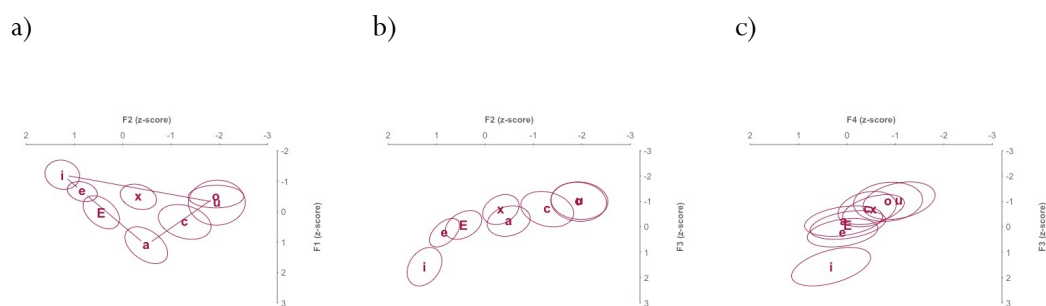 a)
b)
c)
F2 (z-score)
2 1 0 -1 -2 -3
-2
-1
0
1
2
3
F1 (z-score)
i
e
E
x
a
c
o
u
F2 (z-score)
2 1 0 -1 -2 -3
-3
-2
-1
0
1
2
3
F3 (z-score)
i
e
E
x
a
c
o
u
F4 (z-score)
2 1 0 -1 -2 -3
-3
-2
-1
0
1
2
3
F3 (z-score)
i
e
E
a
c
x
o
u